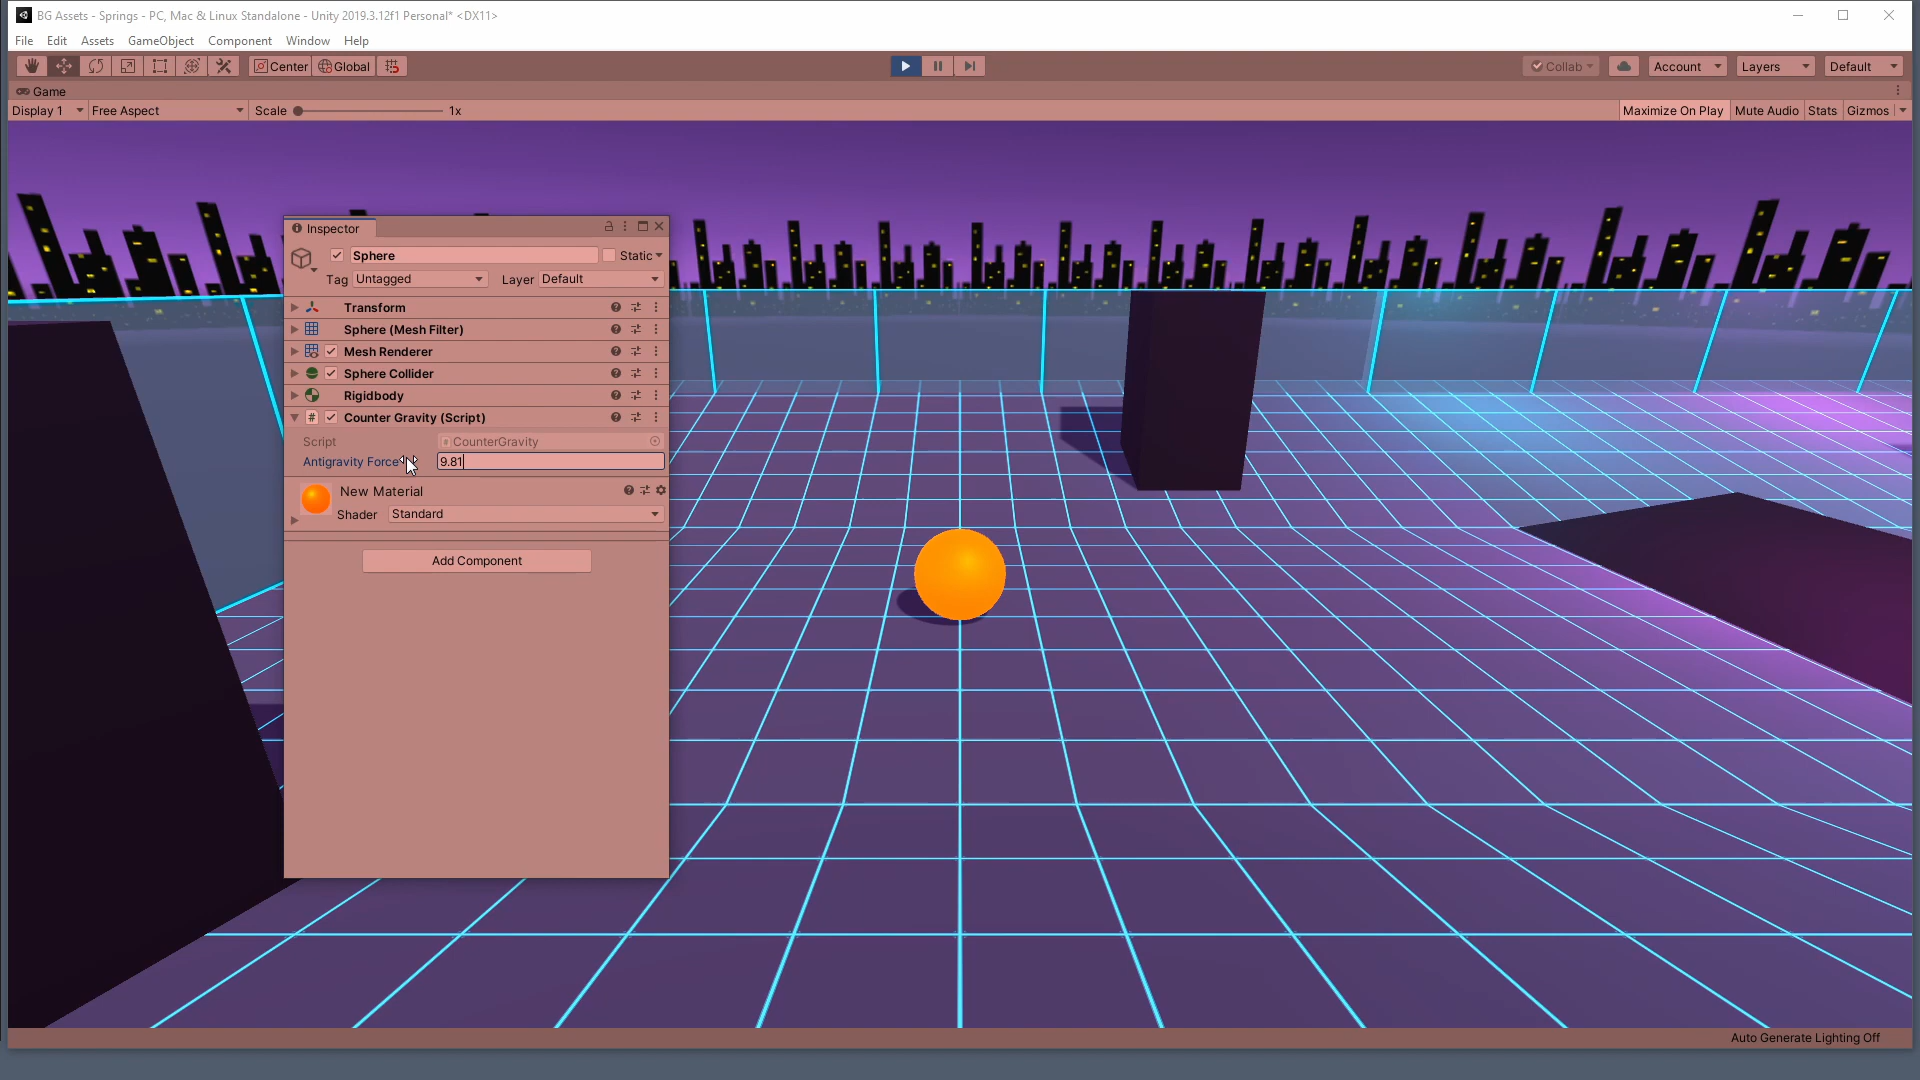 BG Assets - Springs - PC, Mac & Linux Standalone - Unity 2019.3.12f1 Personal* <DX11>
File Edit Assets GameObject Component Window Help
Center Global Collab Account Layers Default
Game
Display 1 Free Aspect Scale 1x Maximize On Play Mute Audio Stats Gizmos
Inspector
Sphere Static
Tag Untagged Layer Default
Transform
Sphere (Mesh Filter)
Mesh Renderer
Sphere Collider
Rigidbody
# Counter Gravity (Script)
Script # CounterGravity
Antigravity Force 9.81
New Material
Shader Standard
Add Component
Auto Generate Lighting Off